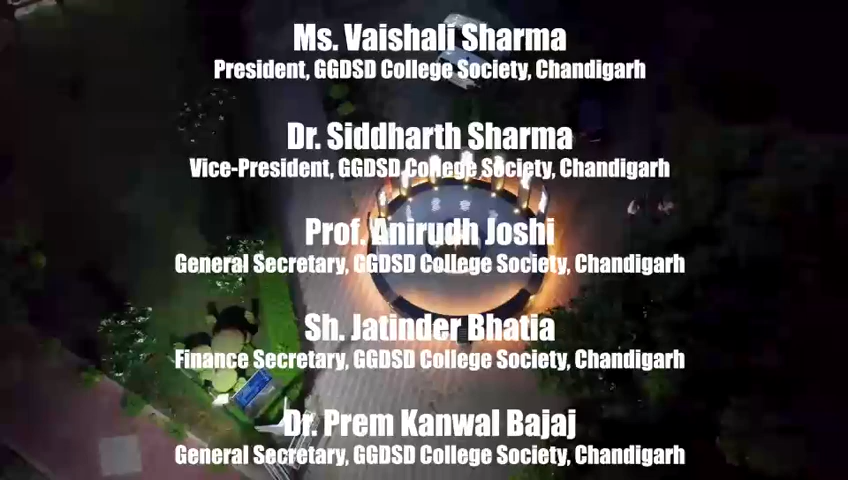 Ms. Vaishali Sharma
President, GGDSD College Society, Chandigarh
Dr. Siddharth Sharma
Vice-President, GGDSD College Society, Chandigarh
Prof. Anirudh Joshi
General Secretary, GGDSD College Society, Chandigarh
Sh. Jatinder Bhatia
Finance Secretary, GGDSD College Society, Chandigarh
Dr. Prem Kanwal Bajaj
General Secretary, GGDSD College Society, Chandigarh